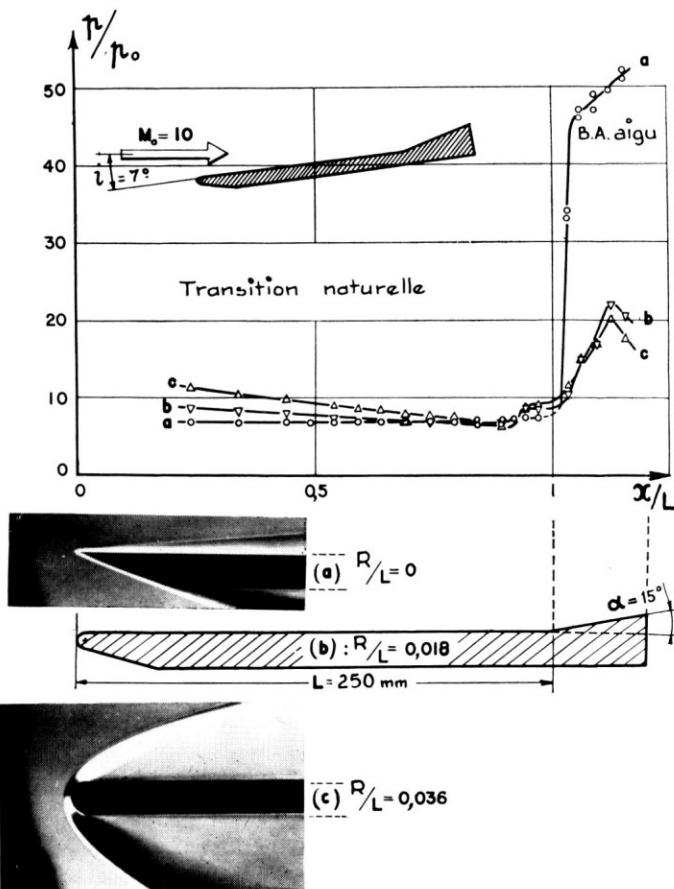 p/p₀
50
40
30
20
10
0
M₀ = 10
i = 7°
a
B.A. aigu
Transition naturelle
b
c
c
b
a
0
0,5
1
x/L
(a) R/L = 0
α = 15°
(b) : R/L = 0,018
L = 250 mm
(c) R/L = 0,036